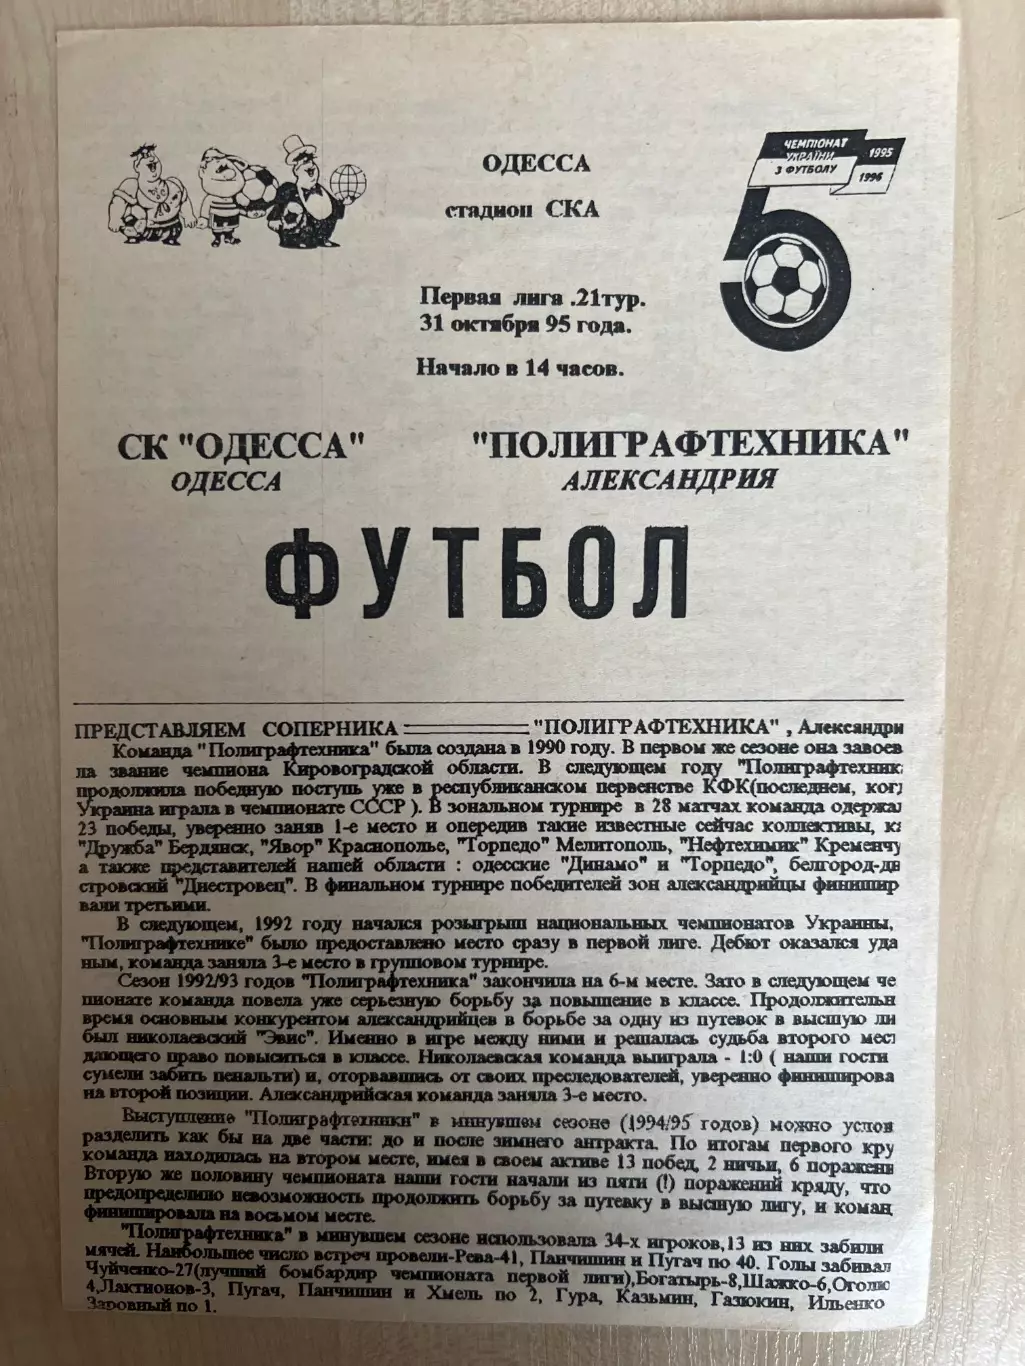 ЧЕМПІОНАТ
УКРАЇНИ
З ФУТБОЛУ
1995
1996
5
ОДЕССА
стадион СКА
Первая лига .21тур.
31 октября 95 года.
Начало в 14 часов.
СК "ОДЕССА"
"ПОЛИГРАФТЕХНИКА"
ОДЕССА
АЛЕКСАНДРИЯ
ФУТБОЛ
ПРЕДСТАВЛЯЕМ СОПЕРНИКА "ПОЛИГРАФТЕХНИКА" , Александри
Команда "Полиграфтехника" была создана в 1990 году. В первом же сезоне она завоев
ла звание чемпиона Кировоградской области. В следующем году "Полиграфтехник
продолжила победную поступь уже в республиканском первенстве КФК(последнем, ког
Украина играла в чемпионате СССР ). В зональном турнире в 28 матчах команда одержал
23 победы, уверенно заняв 1-е место и опередив такие известные сейчас коллективы, к
"Дружба" Бердянск, "Явор" Краснополье, "Торпедо" Мелитополь, "Нефтехимик" Кременчу
а также представителей нашей области : одесские "Динамо" и "Торпедо", белгород-дн
стровский "Днестровец". В финальном турнире победителей зон александрийцы финишир
вали третьими.
В следующем, 1992 году начался розыгрыш национальных чемпионатов Украины,
"Полиграфтехнике" было предоставлено место сразу в первой лиге. Дебют оказался уда
ным, команда заняла 3-е место в групповом турнире.
Сезон 1992/93 годов "Полиграфтехника" закончила на 6-м месте. Зато в следующем че
пионате команда повела уже серьезную борьбу за повышение в классе. Продолжительн
время основным конкурентом александрийцев в борьбе за одну из путевок в высшую ли
был николаевский "Эвис". Именно в игре между ними и решалась судьба второго мест
дающего право повыситься в классе. Николаевская команда выиграла - 1:0 ( наши гости
сумели забить пенальти) и, оторвавшись от своих преследователей, уверенно финиширова
на второй позиции. Александрийская команда заняла 3-е место.
Выступление "Полиграфтехники" в минувшем сезоне (1994/95 годов) можно услов
разделить как бы на две части: до и после зимнего антракта. По итогам первого кру
команда находилась на втором месте, имея в своем активе 13 побед, 2 ничьи, 6 поражени
Вторую же половину чемпионата наши гости начали из пяти (!) поражений кряду, что
предопределило невозможность продолжить борьбу за путевку в высшую лигу, и коман
финишировала на восьмом месте.
"Полиграфтехника" в минувшем сезоне использовала 34-х игроков,13 из них забили
мячей. Наибольшее число встреч провели-Рева-41, Панчишин и Пугач по 40. Голы забивал
Чуйченко-27(лучший бомбардир чемпионата первой лиги),Богатырь-8,Шажко-6,Оголю
4,Лактионов-3, Пугач, Панчишин и Хмель по 2, Гура, Казьмин, Газюкин, Ильенко
Заровный по 1.